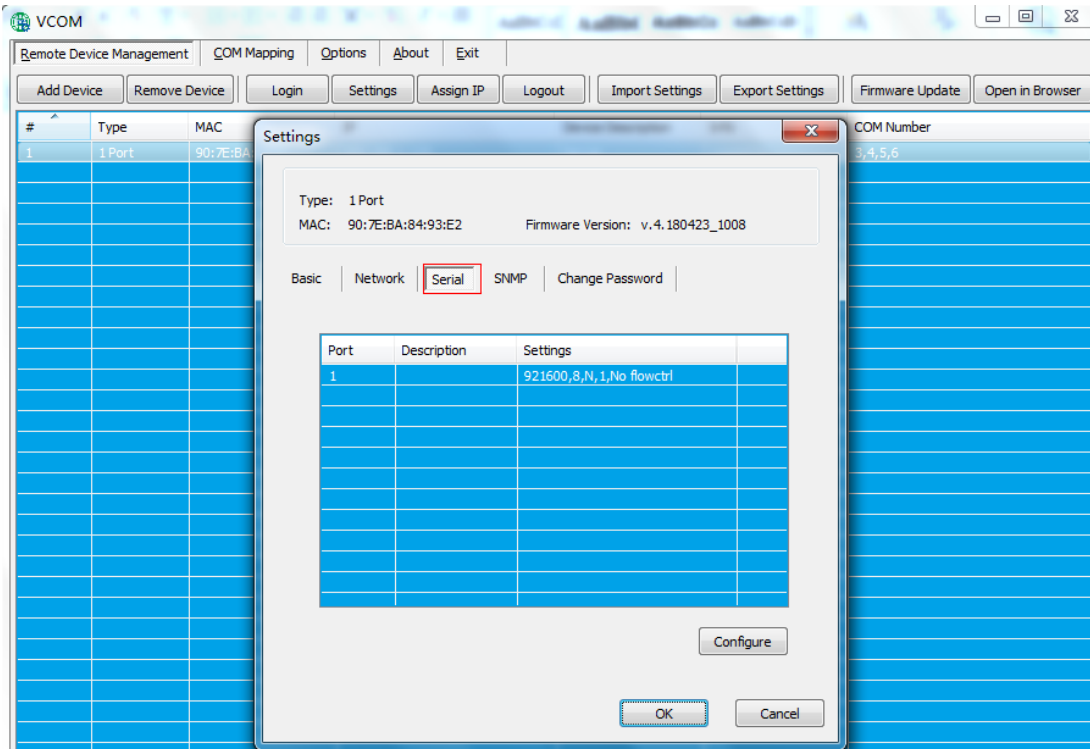 VCOM
Remote Device Management COM Mapping Options About Exit
Add Device Remove Device Login Settings Assign IP Logout Import Settings Export Settings Firmware Update Open in Browser
# Type MAC COM Number
1 1 Port 90:7E:BA 3,4,5,6
Settings
Type: 1 Port
MAC: 90:7E:BA:84:93:E2 Firmware Version: v.4.180423_1008
Basic Network Serial SNMP Change Password
Port Description Settings
1 921600,8,N,1,No flowctrl
Configure
OK Cancel